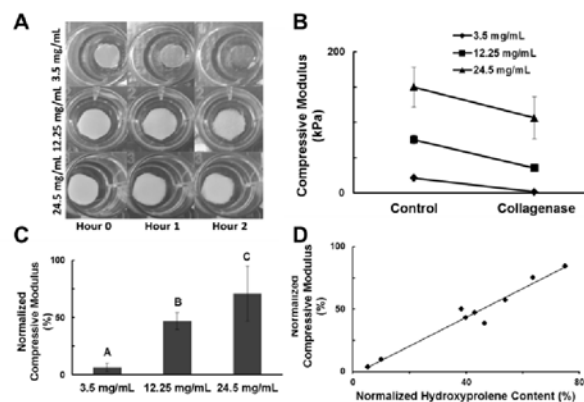 A
3.5 mg/mL
12.25 mg/mL
24.5 mg/mL
Hour 0 Hour 1 Hour 2
B
3.5 mg/mL
12.25 mg/mL
24.5 mg/mL
Compressive Modulus
(kPa)
200
100
0
Control Collagenase
C
Normalized
Compressive Modulus
(%)
100
50
0
A
B
C
3.5 mg/mL 12.25 mg/mL 24.5 mg/mL
D
Normalized
Compressive Modulus
(%)
100
50
0
0 40 80
Normalized Hydroxyprolene Content (%)